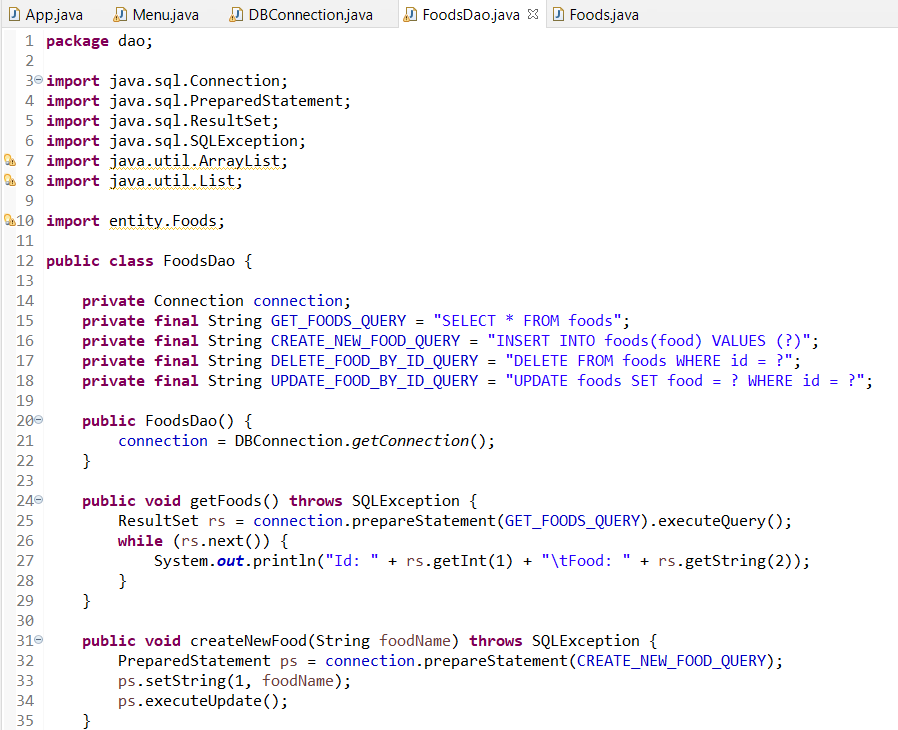 App.java Menu.java DBConnection.java FoodsDao.java Foods.java
1 package dao;
2
3 import java.sql.Connection;
4 import java.sql.PreparedStatement;
5 import java.sql.ResultSet;
6 import java.sql.SQLException;
7 import java.util.ArrayList;
8 import java.util.List;
9
10 import entity.Foods;
11
12 public class FoodsDao {
13
14     private Connection connection;
15     private final String GET_FOODS_QUERY = "SELECT * FROM foods";
16     private final String CREATE_NEW_FOOD_QUERY = "INSERT INTO foods(food) VALUES (?)";
17     private final String DELETE_FOOD_BY_ID_QUERY = "DELETE FROM foods WHERE id = ?";
18     private final String UPDATE_FOOD_BY_ID_QUERY = "UPDATE foods SET food = ? WHERE id = ?";
19
20     public FoodsDao() {
21         connection = DBConnection.getConnection();
22     }
23
24     public void getFoods() throws SQLException {
25         ResultSet rs = connection.prepareStatement(GET_FOODS_QUERY).executeQuery();
26         while (rs.next()) {
27             System.out.println("Id: " + rs.getInt(1) + "\tFood: " + rs.getString(2));
28         }
29     }
30
31     public void createNewFood(String foodName) throws SQLException {
32         PreparedStatement ps = connection.prepareStatement(CREATE_NEW_FOOD_QUERY);
33         ps.setString(1, foodName);
34         ps.executeUpdate();
35     }